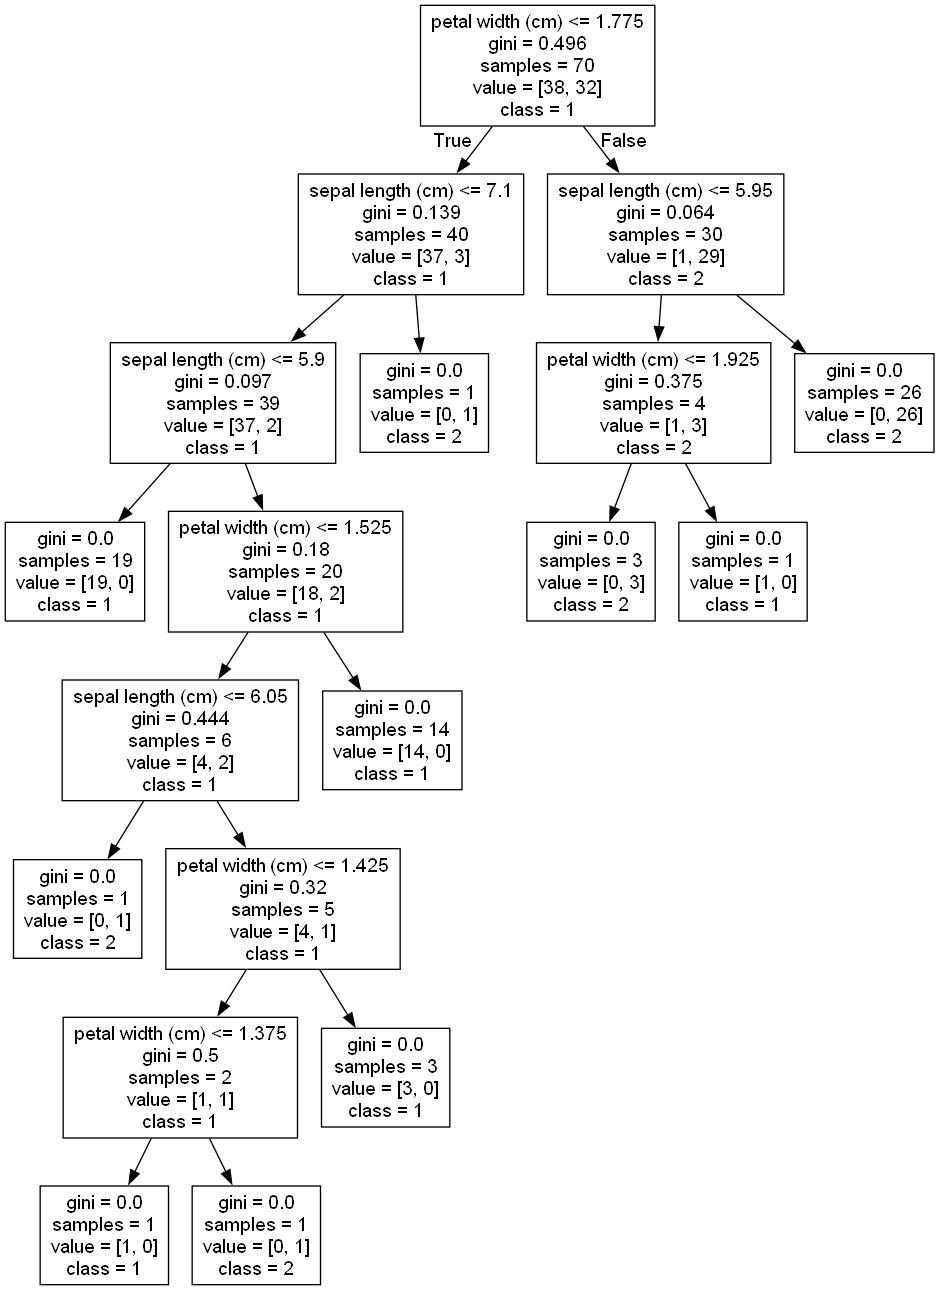 petal width (cm) <= 1.775
gini = 0.496
samples = 70
value = [38, 32]
class = 1
True
False
sepal length (cm) <= 7.1
gini = 0.139
samples = 40
value = [37, 3]
class = 1
sepal length (cm) <= 5.95
gini = 0.064
samples = 30
value = [1, 29]
class = 2
sepal length (cm) <= 5.9
gini = 0.097
samples = 39
value = [37, 2]
class = 1
gini = 0.0
samples = 1
value = [0, 1]
class = 2
petal width (cm) <= 1.925
gini = 0.375
samples = 4
value = [1, 3]
class = 2
gini = 0.0
samples = 26
value = [0, 26]
class = 2
gini = 0.0
samples = 19
value = [19, 0]
class = 1
petal width (cm) <= 1.525
gini = 0.18
samples = 20
value = [18, 2]
class = 1
gini = 0.0
samples = 3
value = [0, 3]
class = 2
gini = 0.0
samples = 1
value = [1, 0]
class = 1
sepal length (cm) <= 6.05
gini = 0.444
samples = 6
value = [4, 2]
class = 1
gini = 0.0
samples = 14
value = [14, 0]
class = 1
gini = 0.0
samples = 1
value = [0, 1]
class = 2
petal width (cm) <= 1.425
gini = 0.32
samples = 5
value = [4, 1]
class = 1
petal width (cm) <= 1.375
gini = 0.5
samples = 2
value = [1, 1]
class = 1
gini = 0.0
samples = 3
value = [3, 0]
class = 1
gini = 0.0
samples = 1
value = [1, 0]
class = 1
gini = 0.0
samples = 1
value = [0, 1]
class = 2